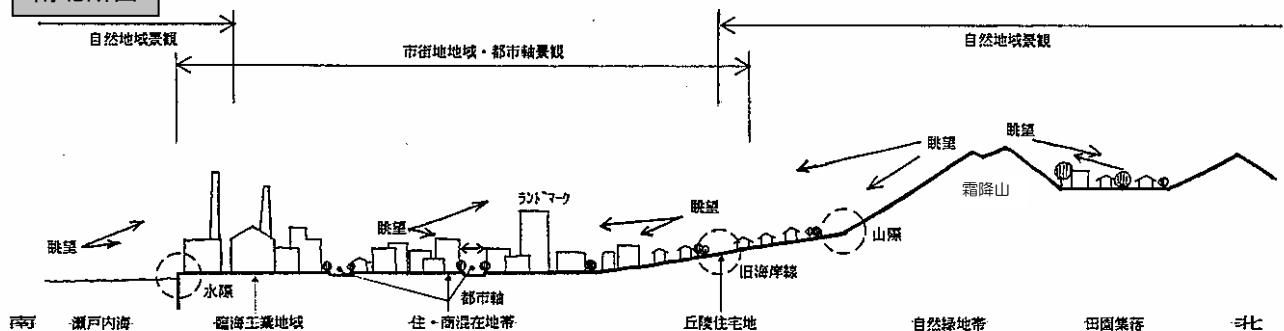 自然地域景観
自然地域景観
市街地地域・都市軸景観
眺望
眺望
霜降山
ランドマーク
眺望
眺望
眺望
山際
旧海岸線
水際
都市軸
南
瀬戸内海
臨海工業地域
住・商混在地帯
丘陵住宅地
自然緑地帯
田園集落
北